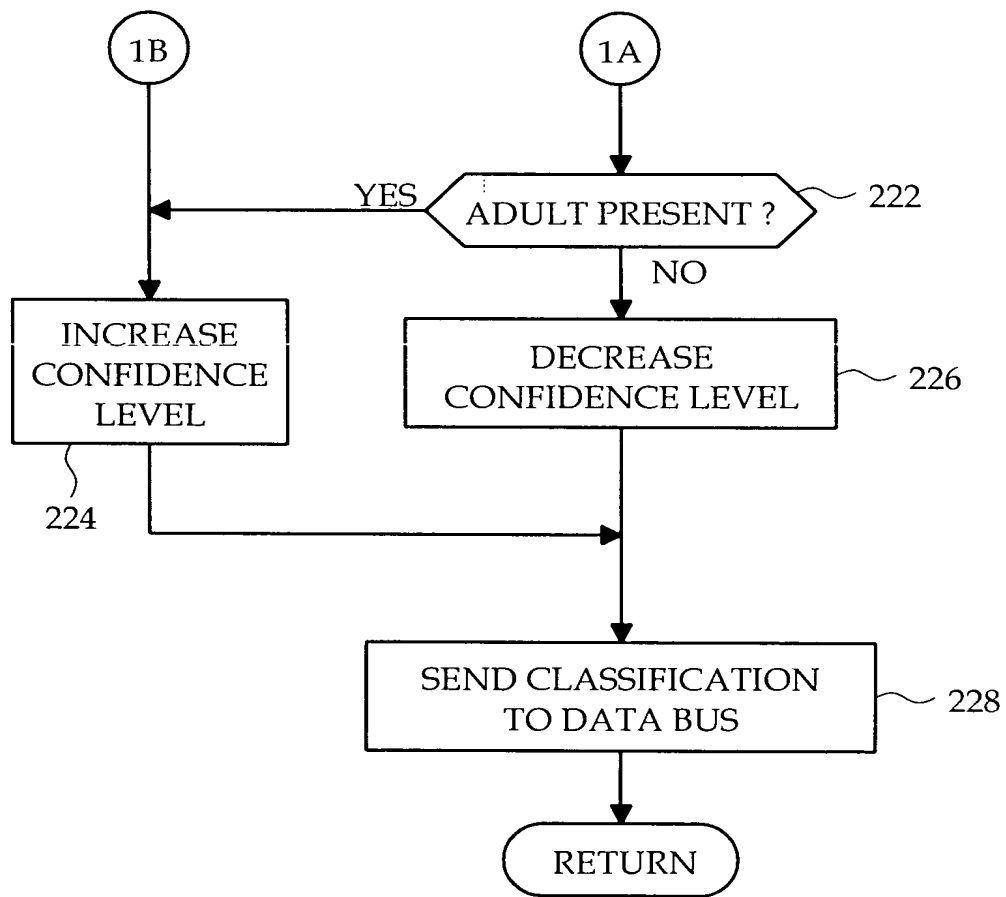 1B
1A
YES
ADULT PRESENT ?
222
NO
INCREASE
CONFIDENCE
LEVEL
DECREASE
CONFIDENCE LEVEL
226
224
SEND CLASSIFICATION
TO DATA BUS
228
RETURN